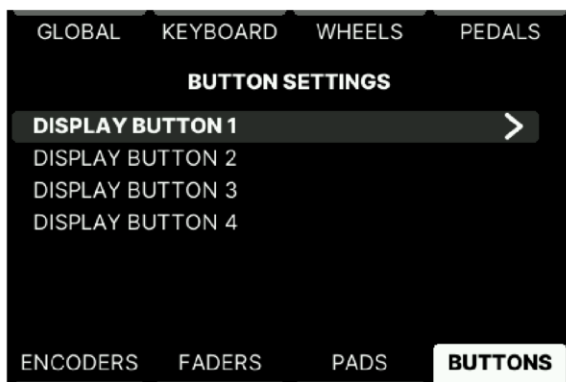 GLOBAL KEYBOARD WHEELS PEDALS
BUTTON SETTINGS
DISPLAY BUTTON 1
DISPLAY BUTTON 2
DISPLAY BUTTON 3
DISPLAY BUTTON 4
ENCODERS FADERS PADS BUTTONS